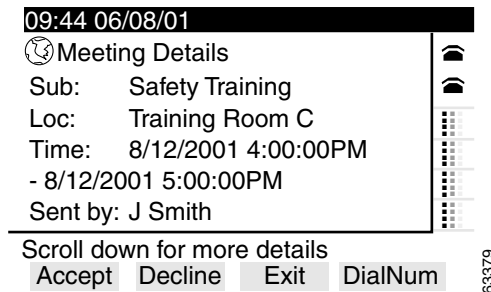 09:44 06/08/01
Meeting Details
Sub: Safety Training
Loc: Training Room C
Time: 8/12/2001 4:00:00PM
- 8/12/2001 5:00:00PM
Sent by: J Smith
Scroll down for more details
Accept Decline Exit DialNum
63379